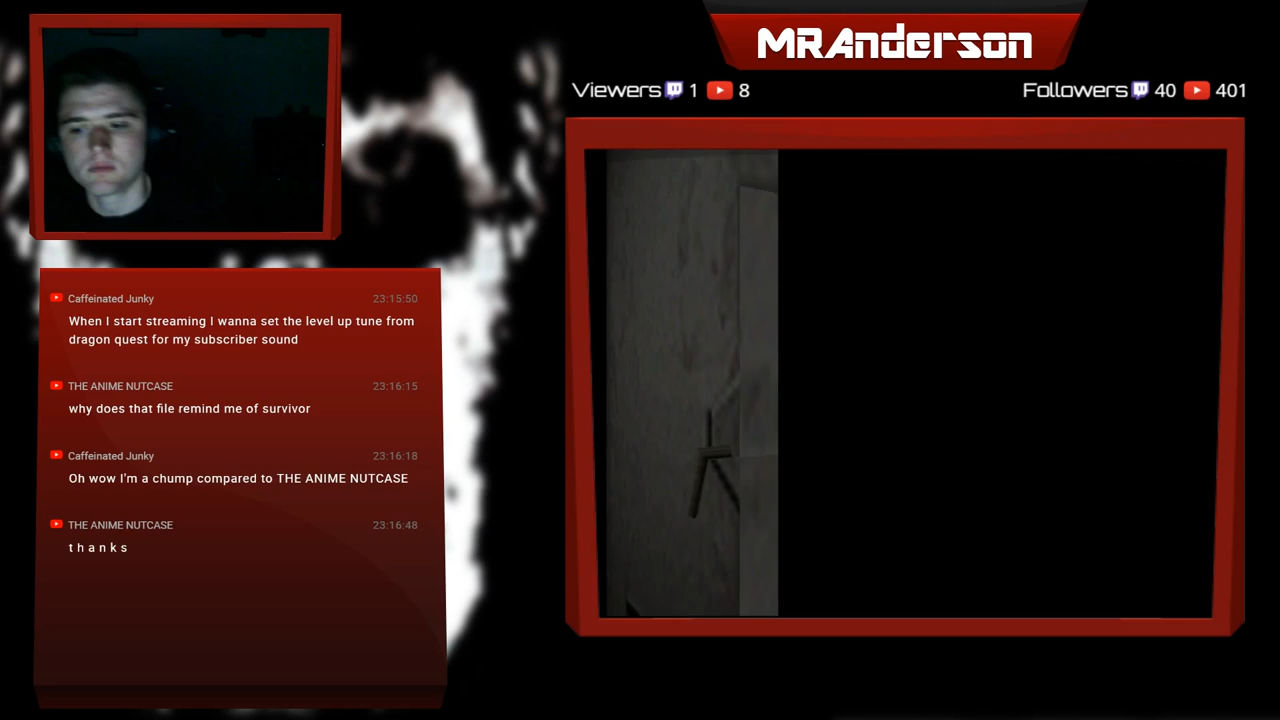 MRAnderson
Viewers 1 8
Followers 40 401
Caffeinated Junky 23:15:50
When I start streaming I wanna set the level up tune from
dragon quest for my subscriber sound
THE ANIME NUTCASE 23:16:15
why does that file remind me of survivor
Caffeinated Junky 23:16:18
Oh wow I'm a chump compared to THE ANIME NUTCASE
THE ANIME NUTCASE 23:16:48
t h a n k s